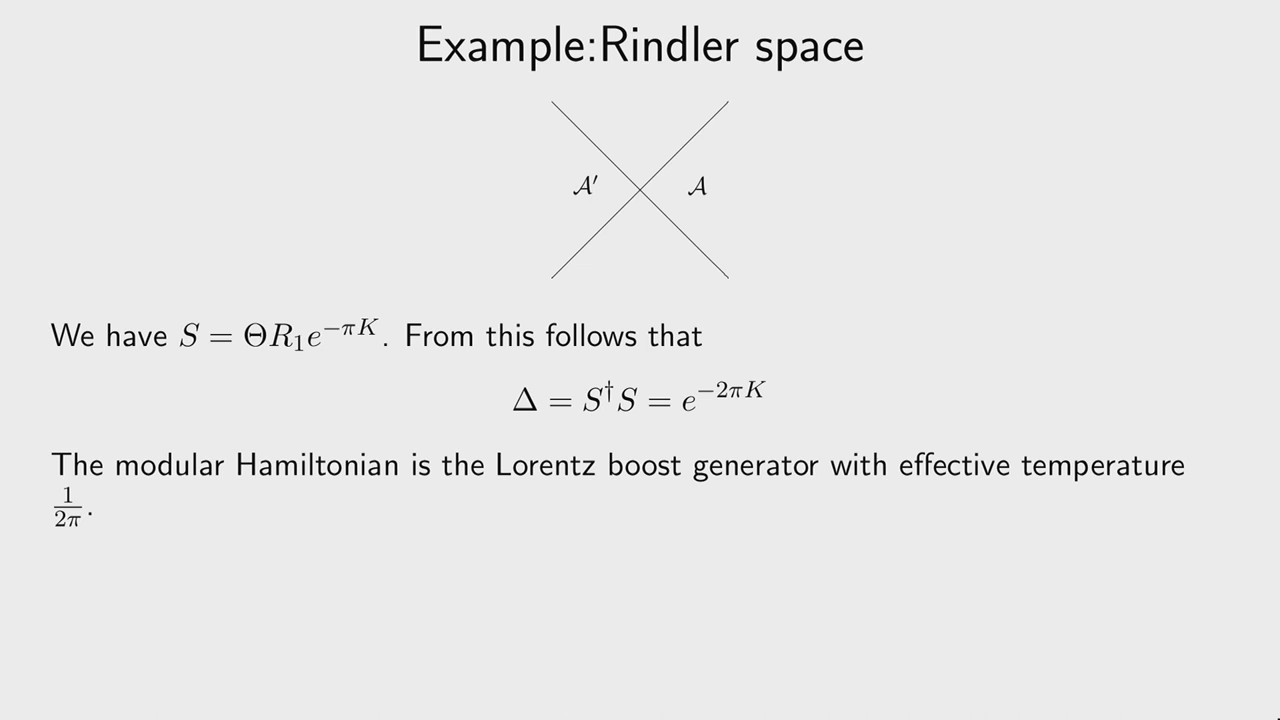 Example:Rindler space
𝒜′ 𝒜
We have S = ΘR₁e^{−πK}. From this follows that
Δ = S†S = e^{−2πK}
The modular Hamiltonian is the Lorentz boost generator with effective temperature
1/2π.